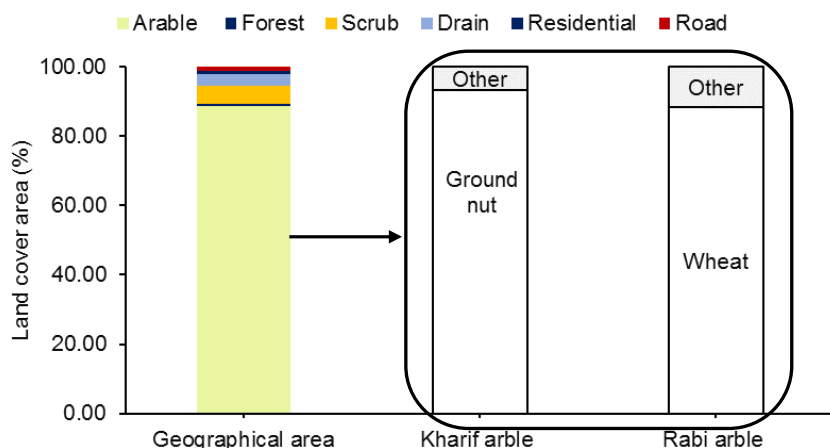 Arable Forest Scrub Drain Residential Road
Land cover area (%)
100.00
80.00
60.00
40.00
20.00
0.00
Other
Ground
nut
Other
Wheat
Geographical area Kharif arble Rabi arble